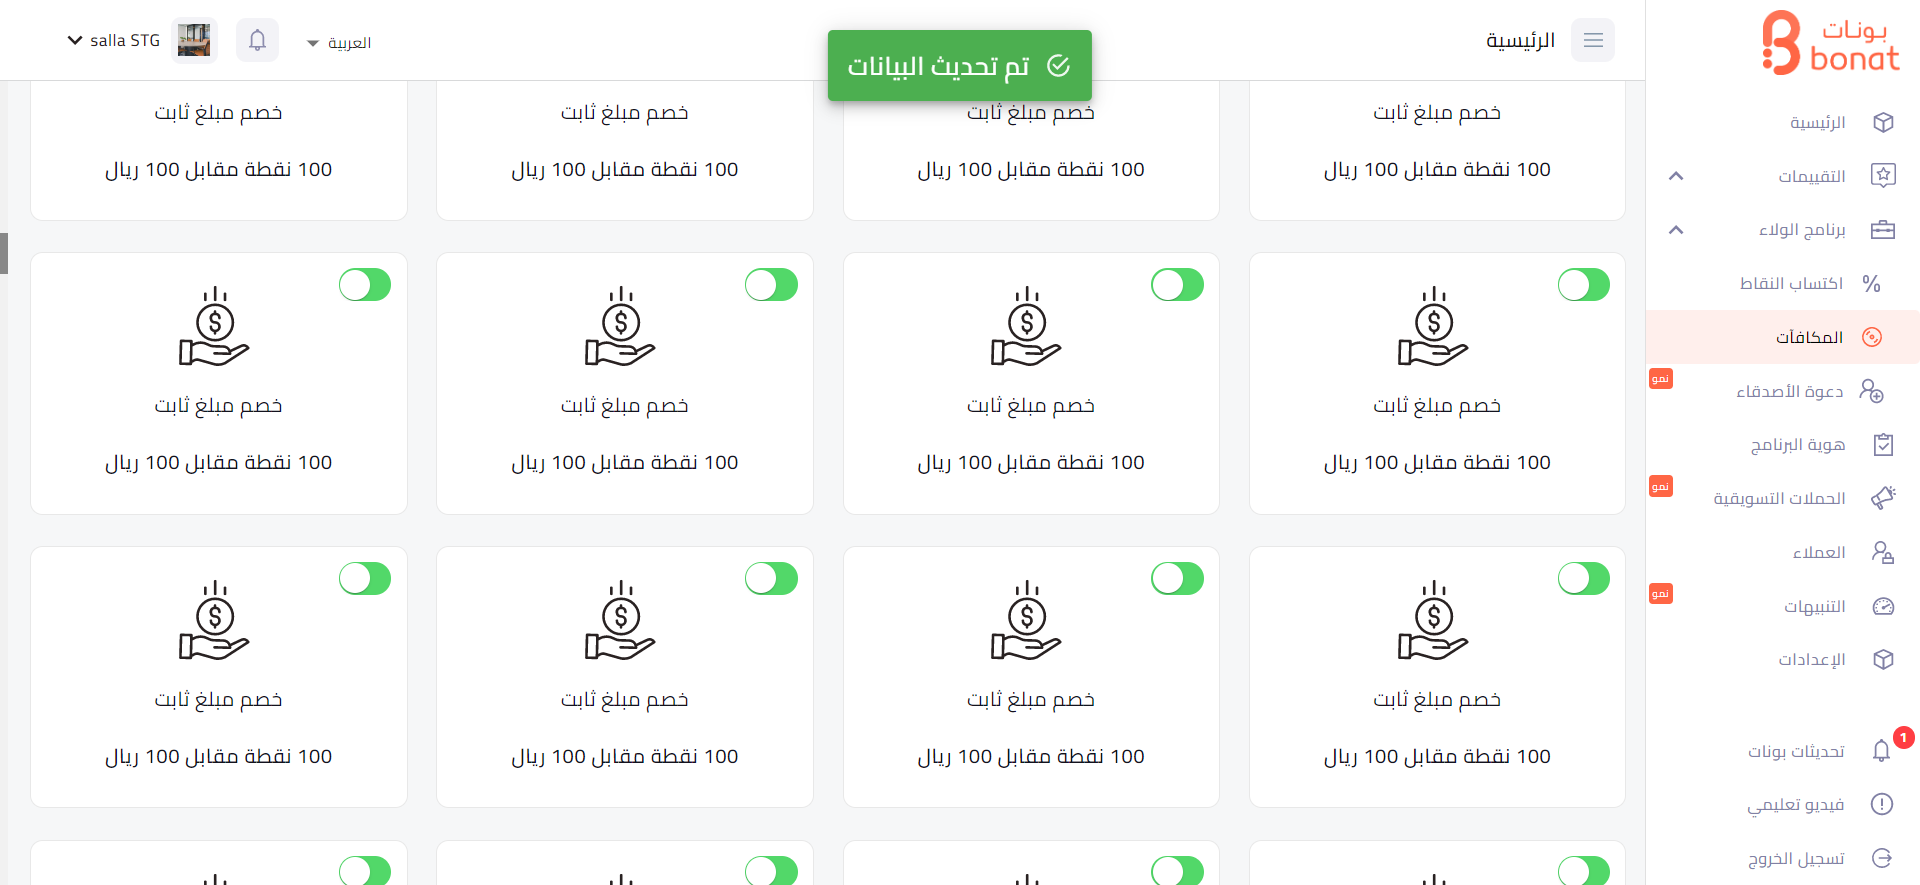 بونات
bonat
الرئيسية
تم تحديث البيانات
العربية
salla STG
الرئيسية
التقييمات
برنامج الولاء
اكتساب النقاط
المكافآت
دعوة الأصدقاء
نمو
هوية البرنامج
الحملات التسويقية
نمو
العملاء
التنبيهات
نمو
الإعدادات
تحديثات بونات
1
فيديو تعليمي
تسجيل الخروج
خصم مبلغ ثابت
خصم مبلغ ثابت
خصم مبلغ ثابت
خصم مبلغ ثابت
100 نقطة مقابل 100 ريال
100 نقطة مقابل 100 ريال
100 نقطة مقابل 100 ريال
100 نقطة مقابل 100 ريال
خصم مبلغ ثابت
خصم مبلغ ثابت
خصم مبلغ ثابت
خصم مبلغ ثابت
100 نقطة مقابل 100 ريال
100 نقطة مقابل 100 ريال
100 نقطة مقابل 100 ريال
100 نقطة مقابل 100 ريال
خصم مبلغ ثابت
خصم مبلغ ثابت
خصم مبلغ ثابت
خصم مبلغ ثابت
100 نقطة مقابل 100 ريال
100 نقطة مقابل 100 ريال
100 نقطة مقابل 100 ريال
100 نقطة مقابل 100 ريال